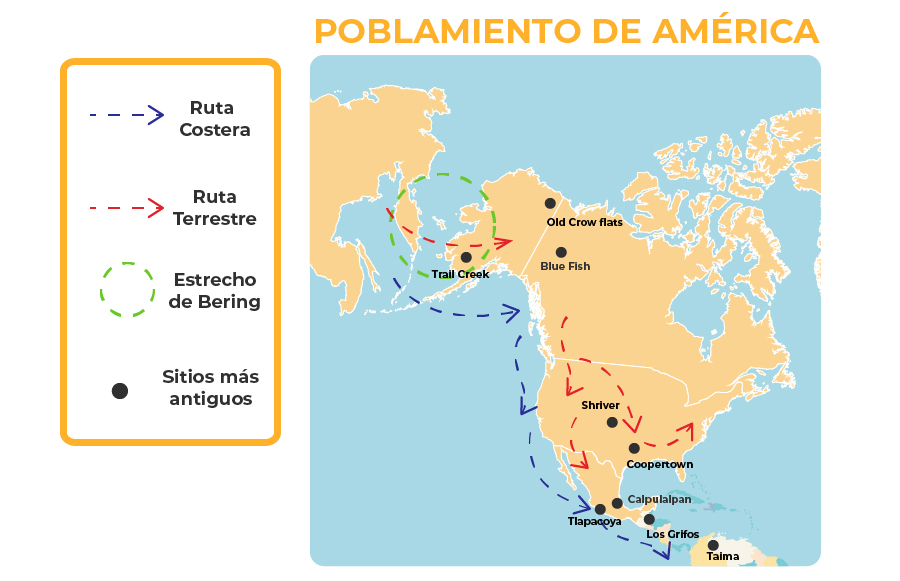 POBLAMIENTO DE AMÉRICA
Ruta
Costera
Ruta
Terrestre
Estrecho
de Bering
Sitios más
antiguos
Old Crow flats
Blue Fish
Trail Creek
Shriver
Coopertown
Calpulalpan
Tlapacoya
Los Grifos
Taima